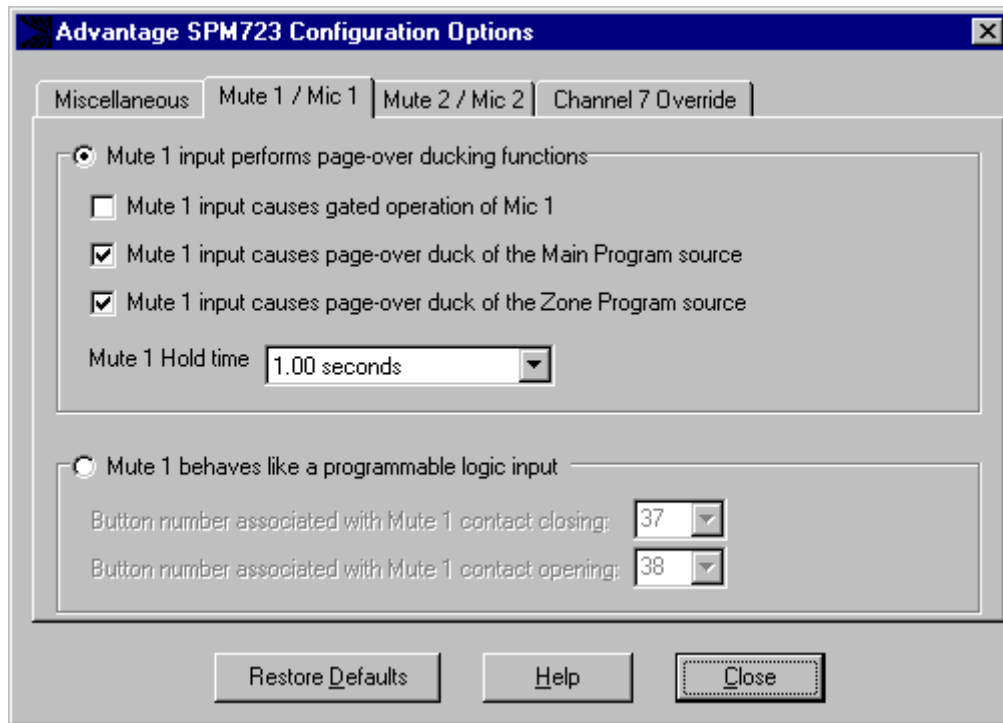 Advantage SPM723 Configuration Options
Miscellaneous Mute 1 / Mic 1 Mute 2 / Mic 2 Channel 7 Override
Mute 1 input performs page-over ducking functions
Mute 1 input causes gated operation of Mic 1
Mute 1 input causes page-over duck of the Main Program source
Mute 1 input causes page-over duck of the Zone Program source
Mute 1 Hold time 1.00 seconds
Mute 1 behaves like a programmable logic input
Button number associated with Mute 1 contact closing: 37
Button number associated with Mute 1 contact opening: 38
Restore Defaults Help Close